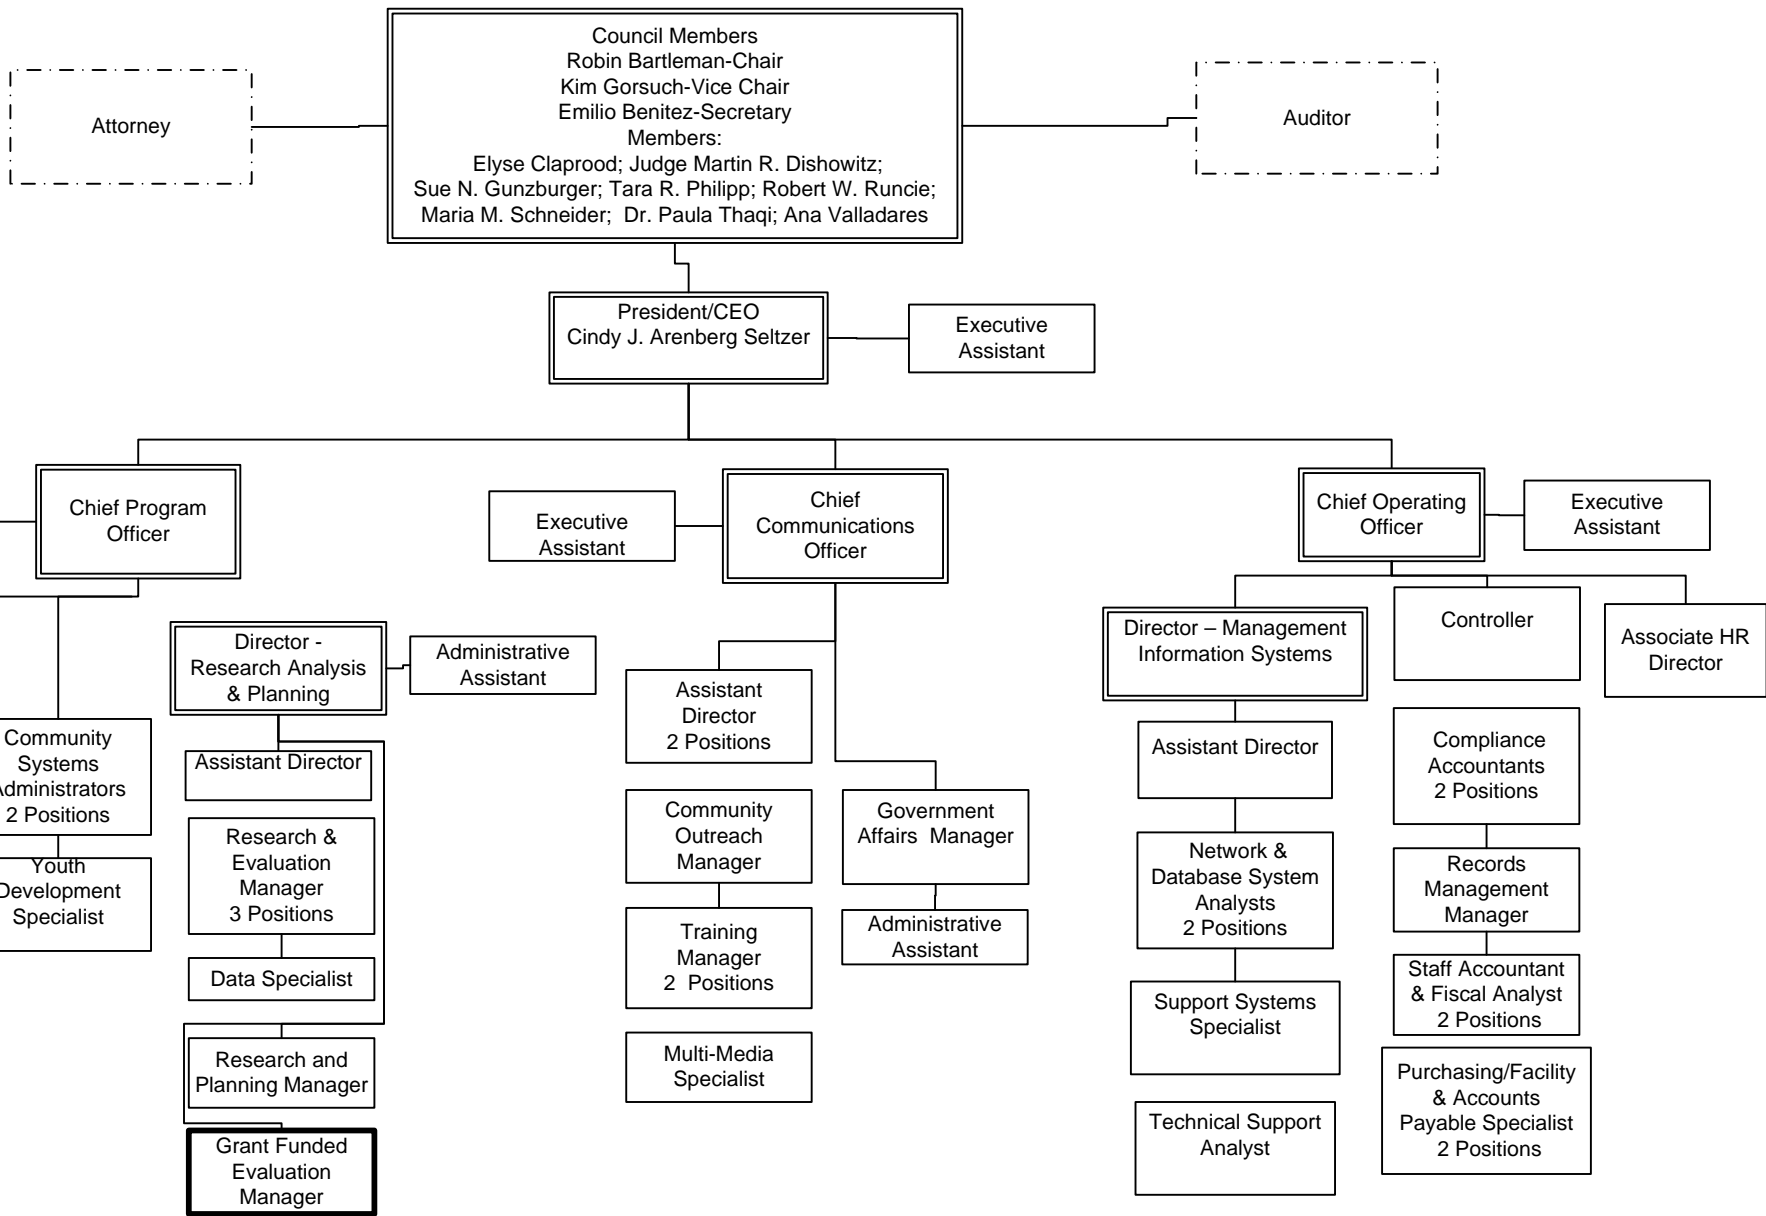 Council Members
Robin Bartleman-Chair
Kim Gorsuch-Vice Chair
Emilio Benitez-Secretary
Members:
Elyse Claprood; Judge Martin R. Dishowitz;
Sue N. Gunzburger; Tara R. Philipp; Robert W. Runcie;
Maria M. Schneider;  Dr. Paula Thaqi; Ana Valladares
Attorney
Auditor
President/CEO
Cindy J. Arenberg Seltzer
Executive
Assistant
Chief Program
Officer
Executive
Assistant
Chief
Communications
Officer
Chief Operating
Officer
Executive
Assistant
Community
Systems
Administrators
2 Positions
Youth
Development
Specialist
Director -
Research Analysis
& Planning
Administrative
Assistant
Assistant Director
Research &
Evaluation
Manager
3 Positions
Data Specialist
Research and
Planning Manager
Grant Funded
Evaluation
Manager
Assistant
Director
2 Positions
Community
Outreach
Manager
Training
Manager
2  Positions
Multi-Media
Specialist
Government
Affairs  Manager
Administrative
Assistant
Director – Management
Information Systems
Assistant Director
Network &
Database System
Analysts
2 Positions
Support Systems
Specialist
Technical Support
Analyst
Controller
Compliance
Accountants
2 Positions
Records
Management
Manager
Staff Accountant
& Fiscal Analyst
2 Positions
Purchasing/Facility
& Accounts
Payable Specialist
2 Positions
Associate HR
Director